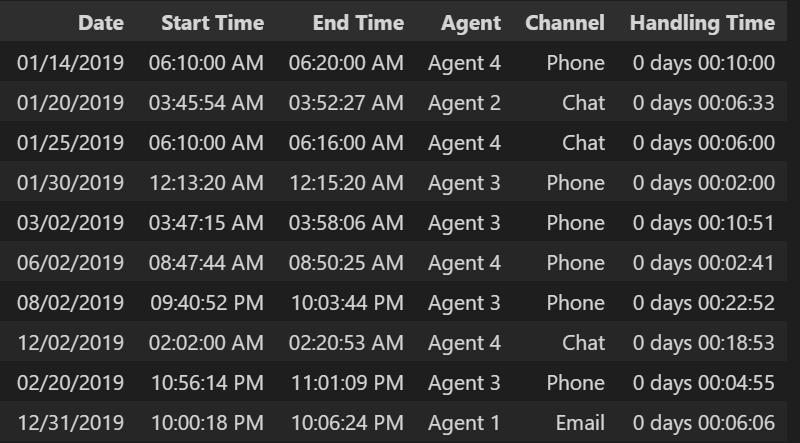 Date Start Time End Time Agent Channel Handling Time
01/14/2019 06:10:00 AM 06:20:00 AM Agent 4 Phone 0 days 00:10:00
01/20/2019 03:45:54 AM 03:52:27 AM Agent 2 Chat 0 days 00:06:33
01/25/2019 06:10:00 AM 06:16:00 AM Agent 4 Chat 0 days 00:06:00
01/30/2019 12:13:20 AM 12:15:20 AM Agent 3 Phone 0 days 00:02:00
03/02/2019 03:47:15 AM 03:58:06 AM Agent 3 Phone 0 days 00:10:51
06/02/2019 08:47:44 AM 08:50:25 AM Agent 4 Phone 0 days 00:02:41
08/02/2019 09:40:52 PM 10:03:44 PM Agent 3 Phone 0 days 00:22:52
12/02/2019 02:02:00 AM 02:20:53 AM Agent 4 Chat 0 days 00:18:53
02/20/2019 10:56:14 PM 11:01:09 PM Agent 3 Phone 0 days 00:04:55
12/31/2019 10:00:18 PM 10:06:24 PM Agent 1 Email 0 days 00:06:06